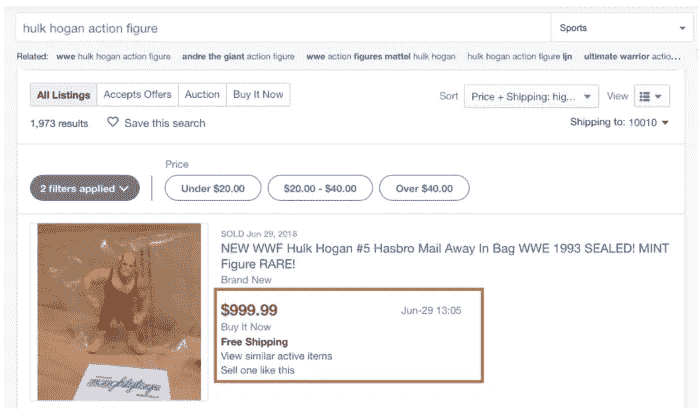 hulk hogan action figure
Sports
Related: wwe hulk hogan action figure andre the giant action figure wwe action figures mattel hulk hogan hulk hogan action figure ljn ultimate warrior actio...
All Listings Accepts Offers Auction Buy It Now
Sort Price + Shipping: hig... View
1,973 results Save this search
Shipping to: 10010
Price
2 filters applied Under $20.00 $20.00 - $40.00 Over $40.00
SOLD Jun 29, 2018
NEW WWF Hulk Hogan #5 Hasbro Mail Away In Bag WWE 1993 SEALED! MINT
Figure RARE!
Brand New
$999.99 Jun-29 13:05
Buy It Now
Free Shipping
View similar active items
Sell one like this